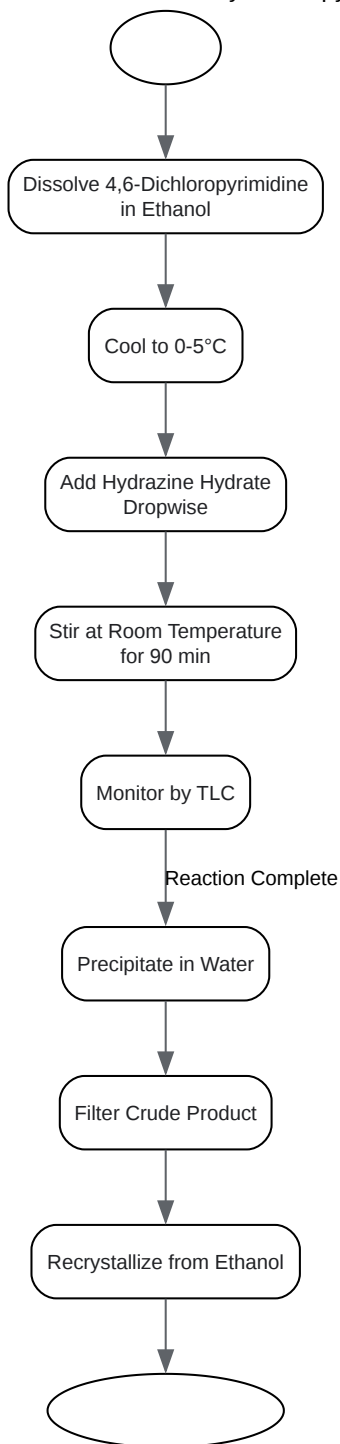 Dissolve 4,6-Dichloropyrimidine
in Ethanol
Cool to 0-5°C
Add Hydrazine Hydrate
Dropwise
Stir at Room Temperature
for 90 min
Monitor by TLC
Reaction Complete
Precipitate in Water
Filter Crude Product
Recrystallize from Ethanol